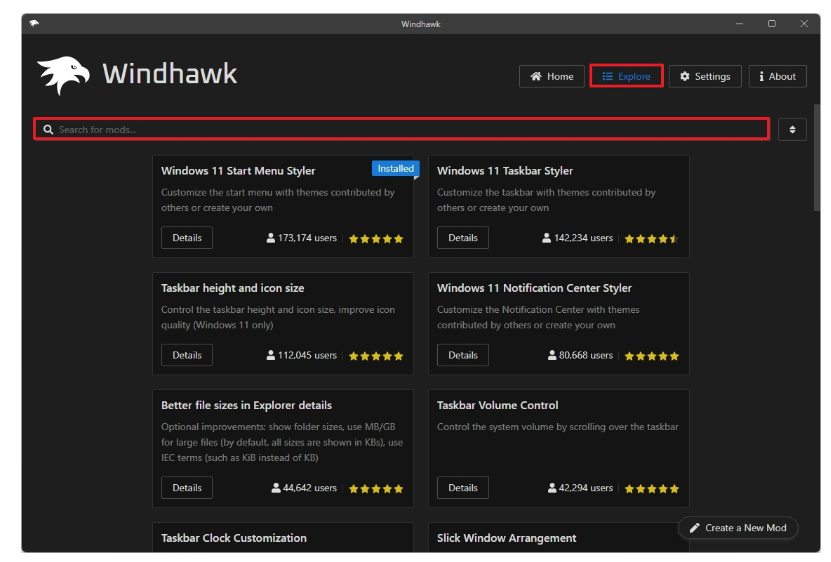 Windhawk
Windhawk
Home
Explore
Settings
About
Search for mods...
Windows 11 Start Menu Styler
Installed
Customize the start menu with themes contributed by
others or create your own
Details
173,174 users
Windows 11 Taskbar Styler
Customize the taskbar with themes contributed by
others or create your own
Details
142,234 users
Taskbar height and icon size
Control the taskbar height and icon size, improve icon
quality (Windows 11 only)
Details
112,045 users
Windows 11 Notification Center Styler
Customize the Notification Center with themes
contributed by others or create your own
Details
80,668 users
Better file sizes in Explorer details
Optional improvements: show folder sizes, use MB/GB
for large files (by default, all sizes are shown in KBs), use
IEC terms (such as KiB instead of KB)
Details
44,642 users
Taskbar Volume Control
Control the system volume by scrolling over the taskbar
Details
42,294 users
Taskbar Clock Customization
Slick Window Arrangement
Create a New Mod